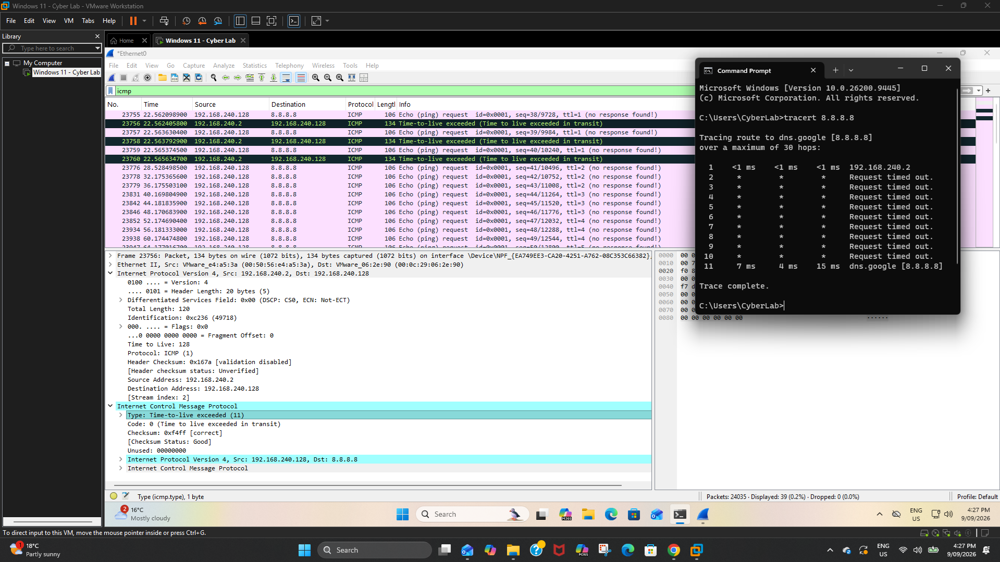 Windows 11 - Cyber Lab - VMware Workstation
File Edit View VM Tabs Help
Library
Type here to search
My Computer
Windows 11 - Cyber Lab
Home
Windows 11 - Cyber Lab
*Ethernet0
File Edit View Go Capture Analyze Statistics Telephony Wireless Tools Help
icmp
No. Time Source Destination Protocol Lengtl Info
23755 22.562098900 192.168.240.128 8.8.8.8 ICMP 106 Echo (ping) request id=0x0001, seq=38/9728, ttl=1 (no response found!)
23756 22.562405800 192.168.240.2 192.168.240.128 ICMP 134 Time-to-live exceeded (Time to live exceeded in transit)
23757 22.563630400 192.168.240.128 8.8.8.8 ICMP 106 Echo (ping) request id=0x0001, seq=39/9984, ttl=1 (no response found!)
23758 22.563792900 192.168.240.2 192.168.240.128 ICMP 134 Time-to-live exceeded (Time to live exceeded in transit)
23759 22.565374500 192.168.240.128 8.8.8.8 ICMP 106 Echo (ping) request id=0x0001, seq=40/10240, ttl=1 (no response found!)
23760 22.565634700 192.168.240.2 192.168.240.128 ICMP 134 Time-to-live exceeded (Time to live exceeded in transit)
23776 28.528498500 192.168.240.128 8.8.8.8 ICMP 106 Echo (ping) request id=0x0001, seq=41/10496, ttl=2 (no response found!)
23778 32.175365600 192.168.240.128 8.8.8.8 ICMP 106 Echo (ping) request id=0x0001, seq=42/10752, ttl=2 (no response found!)
23779 36.175503100 192.168.240.128 8.8.8.8 ICMP 106 Echo (ping) request id=0x0001, seq=43/11008, ttl=2 (no response found!)
23831 40.169804900 192.168.240.128 8.8.8.8 ICMP 106 Echo (ping) request id=0x0001, seq=44/11264, ttl=3 (no response found!)
23842 44.181835900 192.168.240.128 8.8.8.8 ICMP 106 Echo (ping) request id=0x0001, seq=45/11520, ttl=3 (no response found!)
23846 48.170683900 192.168.240.128 8.8.8.8 ICMP 106 Echo (ping) request id=0x0001, seq=46/11776, ttl=3 (no response found!)
23852 52.174690400 192.168.240.128 8.8.8.8 ICMP 106 Echo (ping) request id=0x0001, seq=47/12032, ttl=4 (no response found!)
23934 56.181333000 192.168.240.128 8.8.8.8 ICMP 106 Echo (ping) request id=0x0001, seq=48/12288, ttl=4 (no response found!)
23938 60.174474800 192.168.240.128 8.8.8.8 ICMP 106 Echo (ping) request id=0x0001, seq=49/12544, ttl=4 (no response found!)
Frame 23756: Packet, 134 bytes on wire (1072 bits), 134 bytes captured (1072 bits) on interface \Device\NPF_{EA749EE3-CA20-4251-A762-08C353C66382},
Ethernet II, Src: VMware_e4:a5:3a (00:50:56:e4:a5:3a), Dst: VMware_06:2e:90 (00:0c:29:06:2e:90)
Internet Protocol Version 4, Src: 192.168.240.2, Dst: 192.168.240.128
0100 .... = Version: 4
.... 0101 = Header Length: 20 bytes (5)
Differentiated Services Field: 0x00 (DSCP: CS0, ECN: Not-ECT)
Total Length: 120
Identification: 0xc236 (49718)
000. .... = Flags: 0x0
...0 0000 0000 0000 = Fragment Offset: 0
Time to Live: 128
Protocol: ICMP (1)
Header Checksum: 0x167a [validation disabled]
[Header checksum status: Unverified]
Source Address: 192.168.240.2
Destination Address: 192.168.240.128
[Stream index: 2]
Internet Control Message Protocol
Type: Time-to-live exceeded (11)
Code: 0 (Time to live exceeded in transit)
Checksum: 0xf4ff [correct]
[Checksum Status: Good]
Unused: 00000000
Internet Protocol Version 4, Src: 192.168.240.128, Dst: 8.8.8.8
Internet Control Message Protocol
0000 00 0
0010 00 7
0020 f0 8
0030 00 0
0040 f7 d
0050 00 0
0060 00 0
0070 00 0
0080 00 00 00 00 00 00 ......
Command Prompt
Microsoft Windows [Version 10.0.26200.9445]
(c) Microsoft Corporation. All rights reserved.
C:\Users\CyberLab>tracert 8.8.8.8
Tracing route to dns.google [8.8.8.8]
over a maximum of 30 hops:
1 <1 ms <1 ms <1 ms 192.168.240.2
2 * * * Request timed out.
3 * * * Request timed out.
4 * * * Request timed out.
5 * * * Request timed out.
6 * * * Request timed out.
7 * * * Request timed out.
8 * * * Request timed out.
9 * * * Request timed out.
10 * * * Request timed out.
11 7 ms 4 ms 15 ms dns.google [8.8.8.8]
Trace complete.
C:\Users\CyberLab>
Type (icmp.type), 1 byte
Packets: 24035 · Displayed: 39 (0.2%) · Dropped: 0 (0.0%)
Profile: Default
2
16°C
Mostly cloudy
Search
M365
ENG
US
4:27 PM
9/09/2026
To direct input to this VM, move the mouse pointer inside or press Ctrl+G.
1
18°C
Partly sunny
Search
M365
ENG
US
4:27 PM
9/09/2026